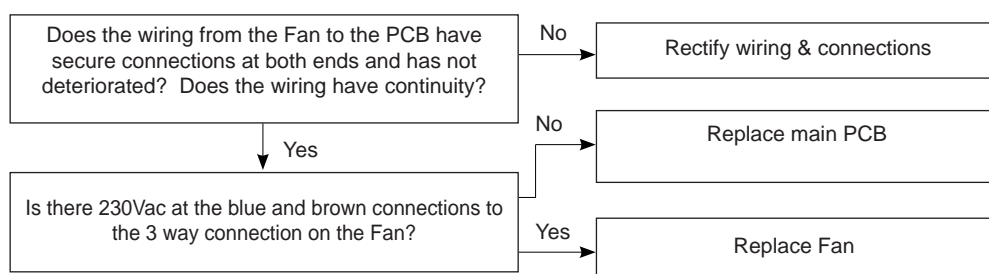 Does the wiring from the Fan to the PCB have
secure connections at both ends and has not
deteriorated? Does the wiring have continuity?
No
Rectify wiring & connections
Yes
No
Replace main PCB
Is there 230Vac at the blue and brown connections to
the 3 way connection on the Fan?
Yes
Replace Fan